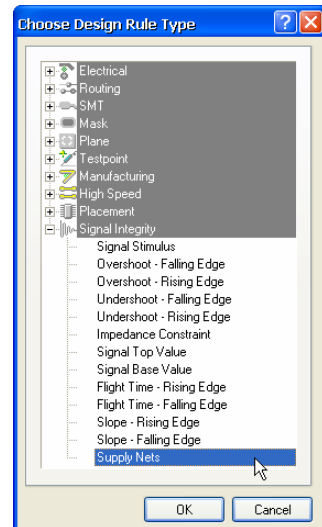 Choose Design Rule Type
Electrical
Routing
SMT
Mask
Plane
Testpoint
Manufacturing
High Speed
Placement
Signal Integrity
Signal Stimulus
Overshoot - Falling Edge
Overshoot - Rising Edge
Undershoot - Falling Edge
Undershoot - Rising Edge
Impedance Constraint
Signal Top Value
Signal Base Value
Flight Time - Rising Edge
Flight Time - Falling Edge
Slope - Rising Edge
Slope - Falling Edge
Supply Nets
OK Cancel